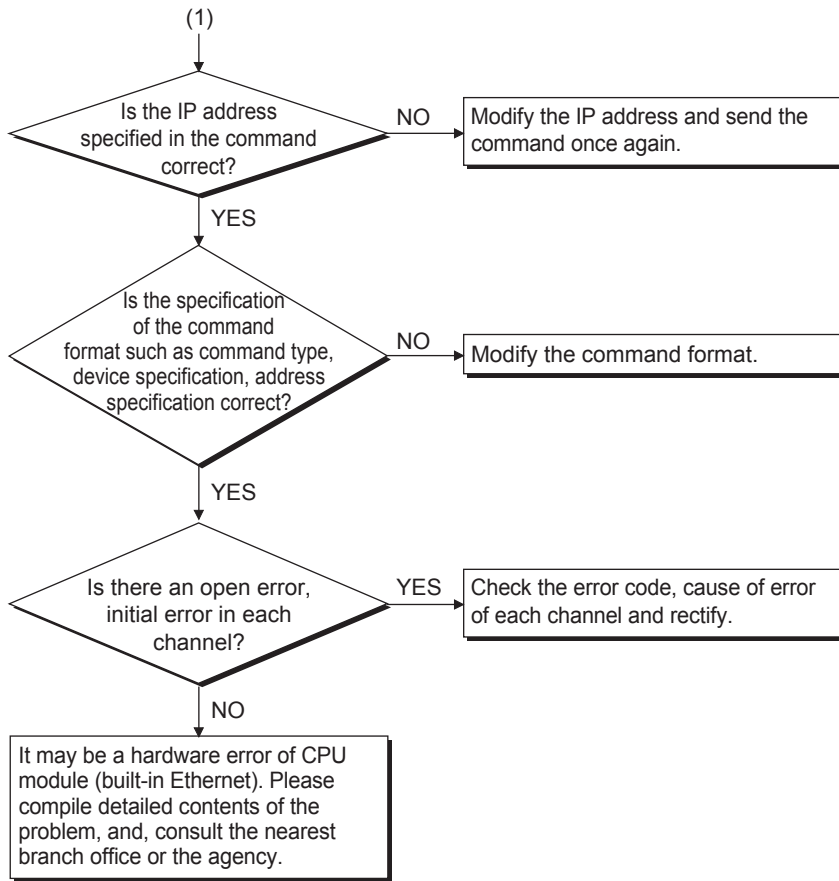 (1)
Is the IP address
specified in the command
correct?
NO
Modify the IP address and send the
command once again.
YES
Is the specification
of the command
format such as command type,
device specification, address
specification correct?
NO
Modify the command format.
YES
Is there an open error,
initial error in each
channel?
YES
Check the error code, cause of error
of each channel and rectify.
NO
It may be a hardware error of CPU
module (built-in Ethernet). Please
compile detailed contents of the
problem, and, consult the nearest
branch office or the agency.